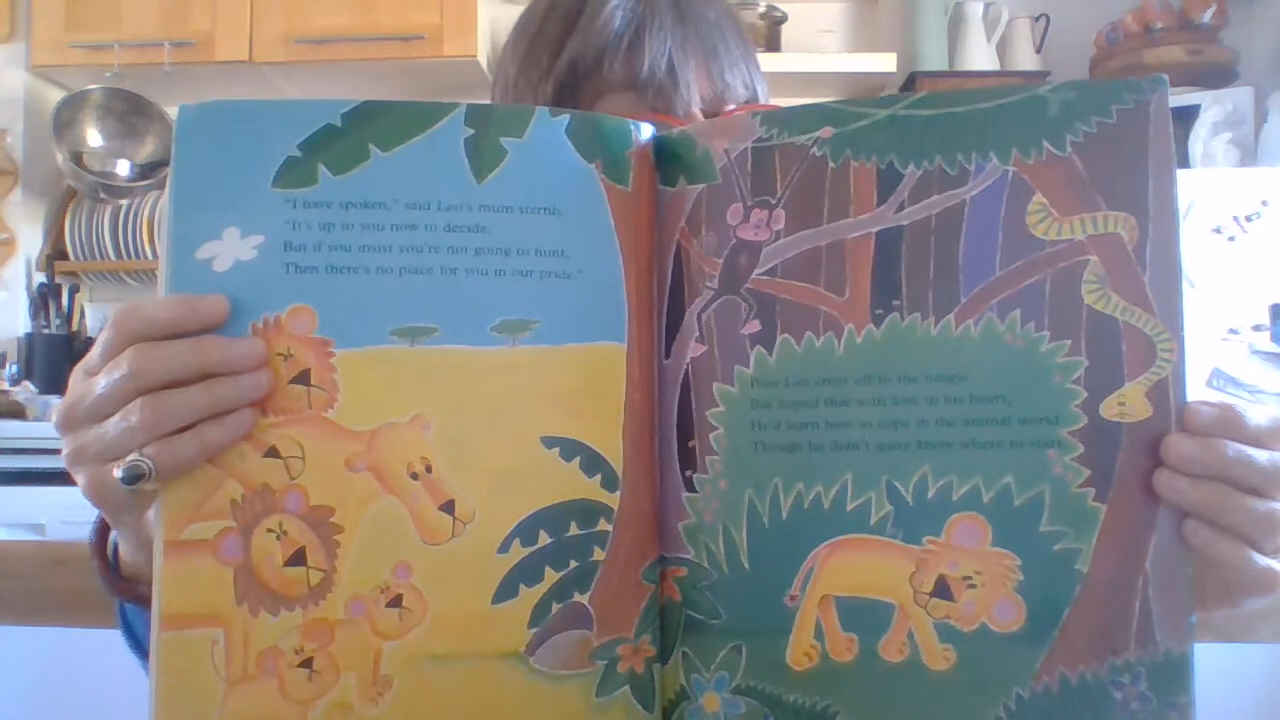 "I have spoken," said Leo's mum sternly,
"It's up to you now to decide,
But if you insist you're not going to hunt,
Then there's no place for you in our pride."
Poor Leo crept off to the jungle
But hoped that with love in his heart,
He'd learn how to cope in the animal world
Though he didn't quite know where to start.